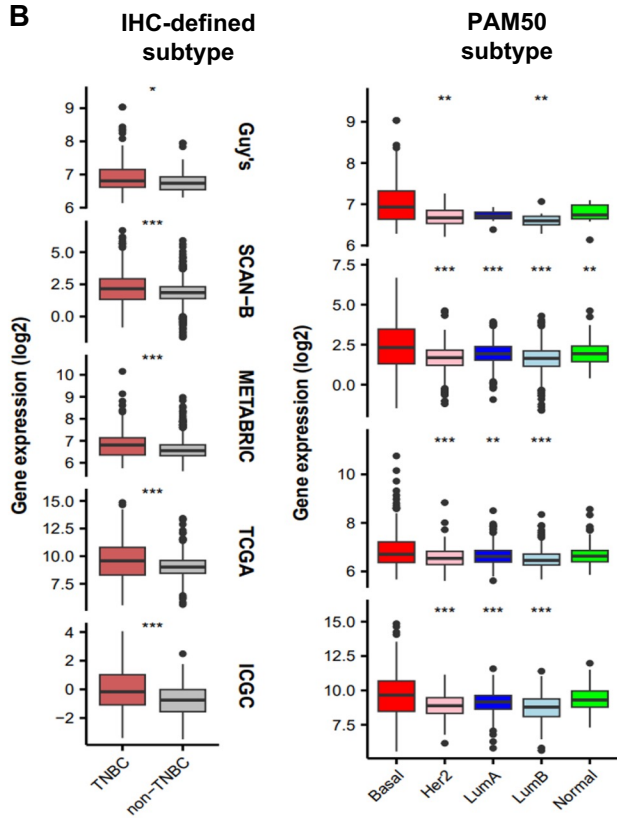 B
IHC-defined
subtype
PAM50
subtype
Gene expression (log2)
*
9
8
7
6
Guy's
***
5.0
2.5
0.0
SCAN−B
***
10
9
8
7
6
METABRIC
***
15.0
12.5
10.0
7.5
TCGA
***
4
2
0
−2
ICGC
TNBC
non−TNBC
Gene expression (log2)
** **
9
8
7
6
*** *** *** **
7.5
5.0
2.5
0.0
*** ** ***
10
8
6
*** *** ***
15.0
12.5
10.0
7.5
Basal
Her2
LumA
LumB
Normal